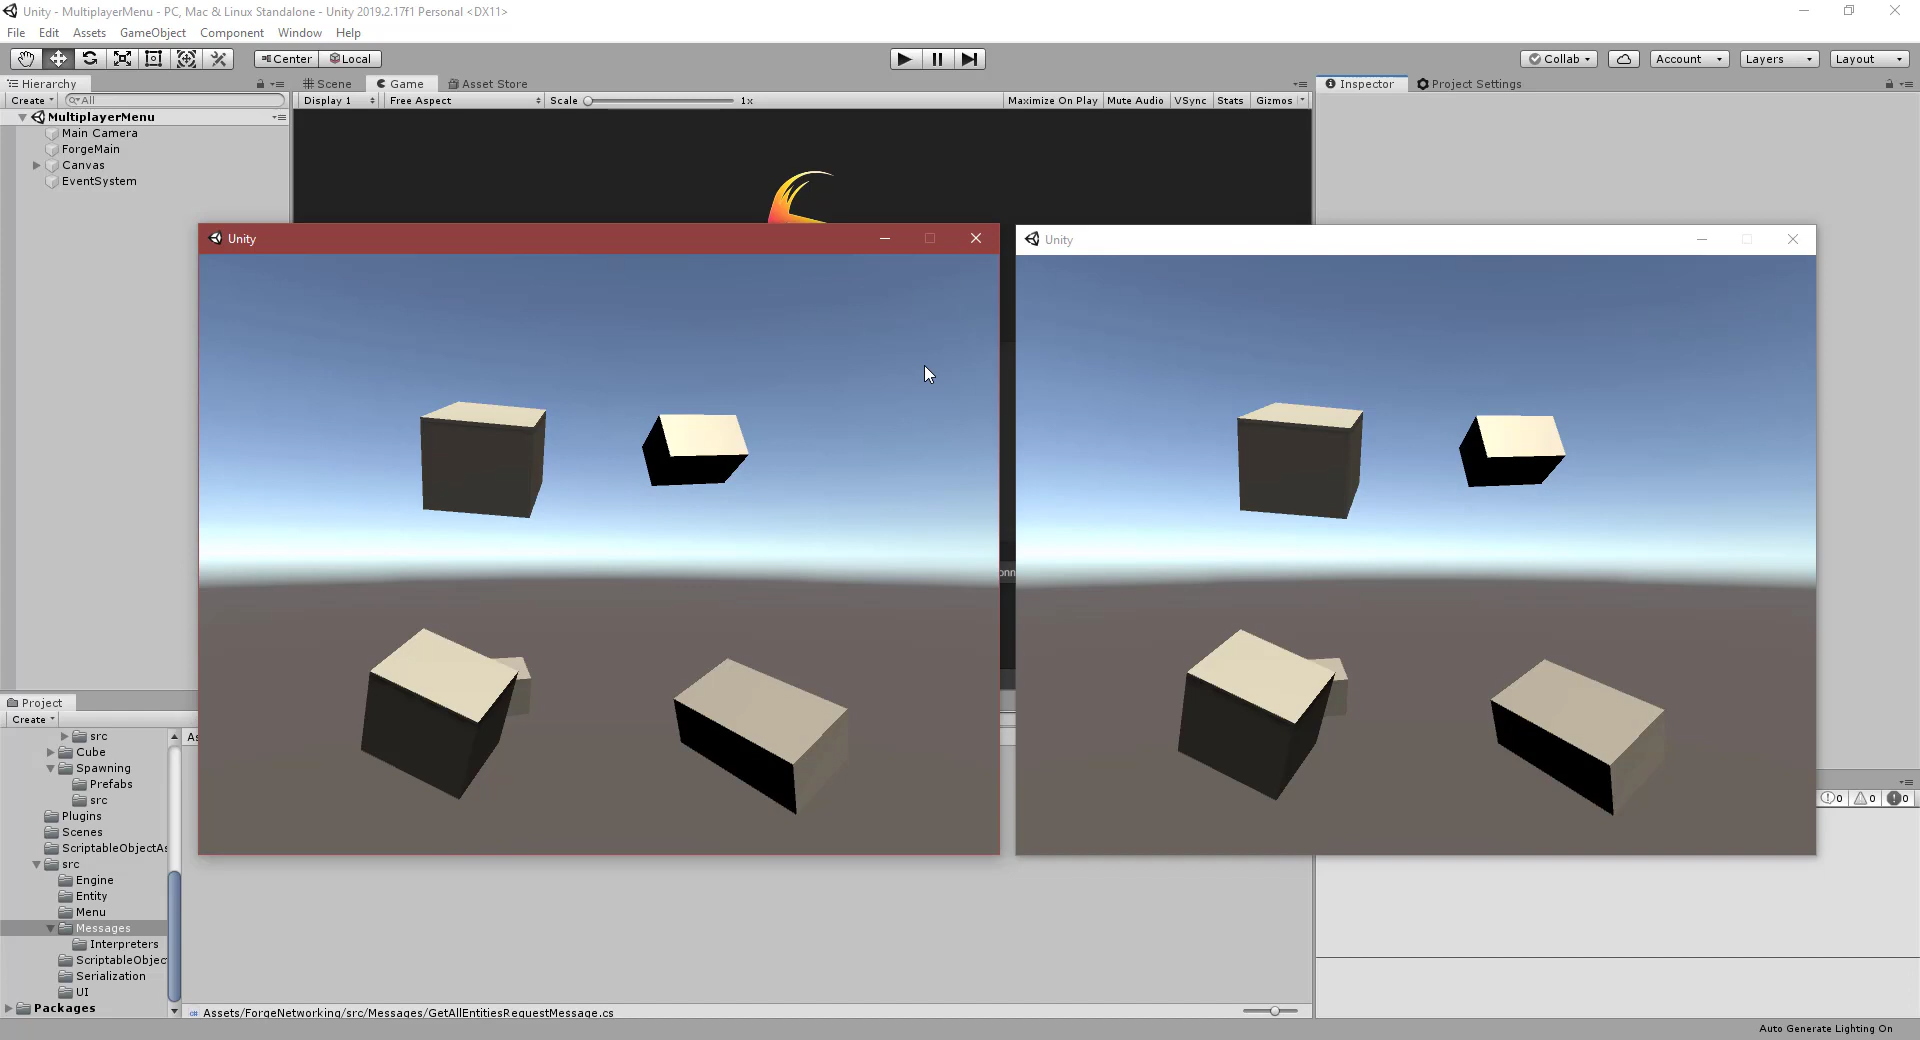 Unity - MultiplayerMenu - PC, Mac & Linux Standalone - Unity 2019.2.17f1 Personal <DX11>
File Edit Assets GameObject Component Window Help
Center Local Collab Account Layers Layout
Hierarchy Scene Game Asset Store Inspector Project Settings
Create All Display 1 Free Aspect Scale 1x Maximize On Play Mute Audio VSync Stats Gizmos
MultiplayerMenu
Main Camera
ForgeMain
Canvas
EventSystem
Unity
Unity
Project
Create
src
Cube
Spawning
Prefabs
src
Plugins
Scenes
ScriptableObjectAs
src
Engine
Entity
Menu
Messages
Interpreters
ScriptableObjec
Serialization
UI
Packages
0 0 0
Assets/ForgeNetworking/src/Messages/GetAllEntitiesRequestMessage.cs
Auto Generate Lighting On